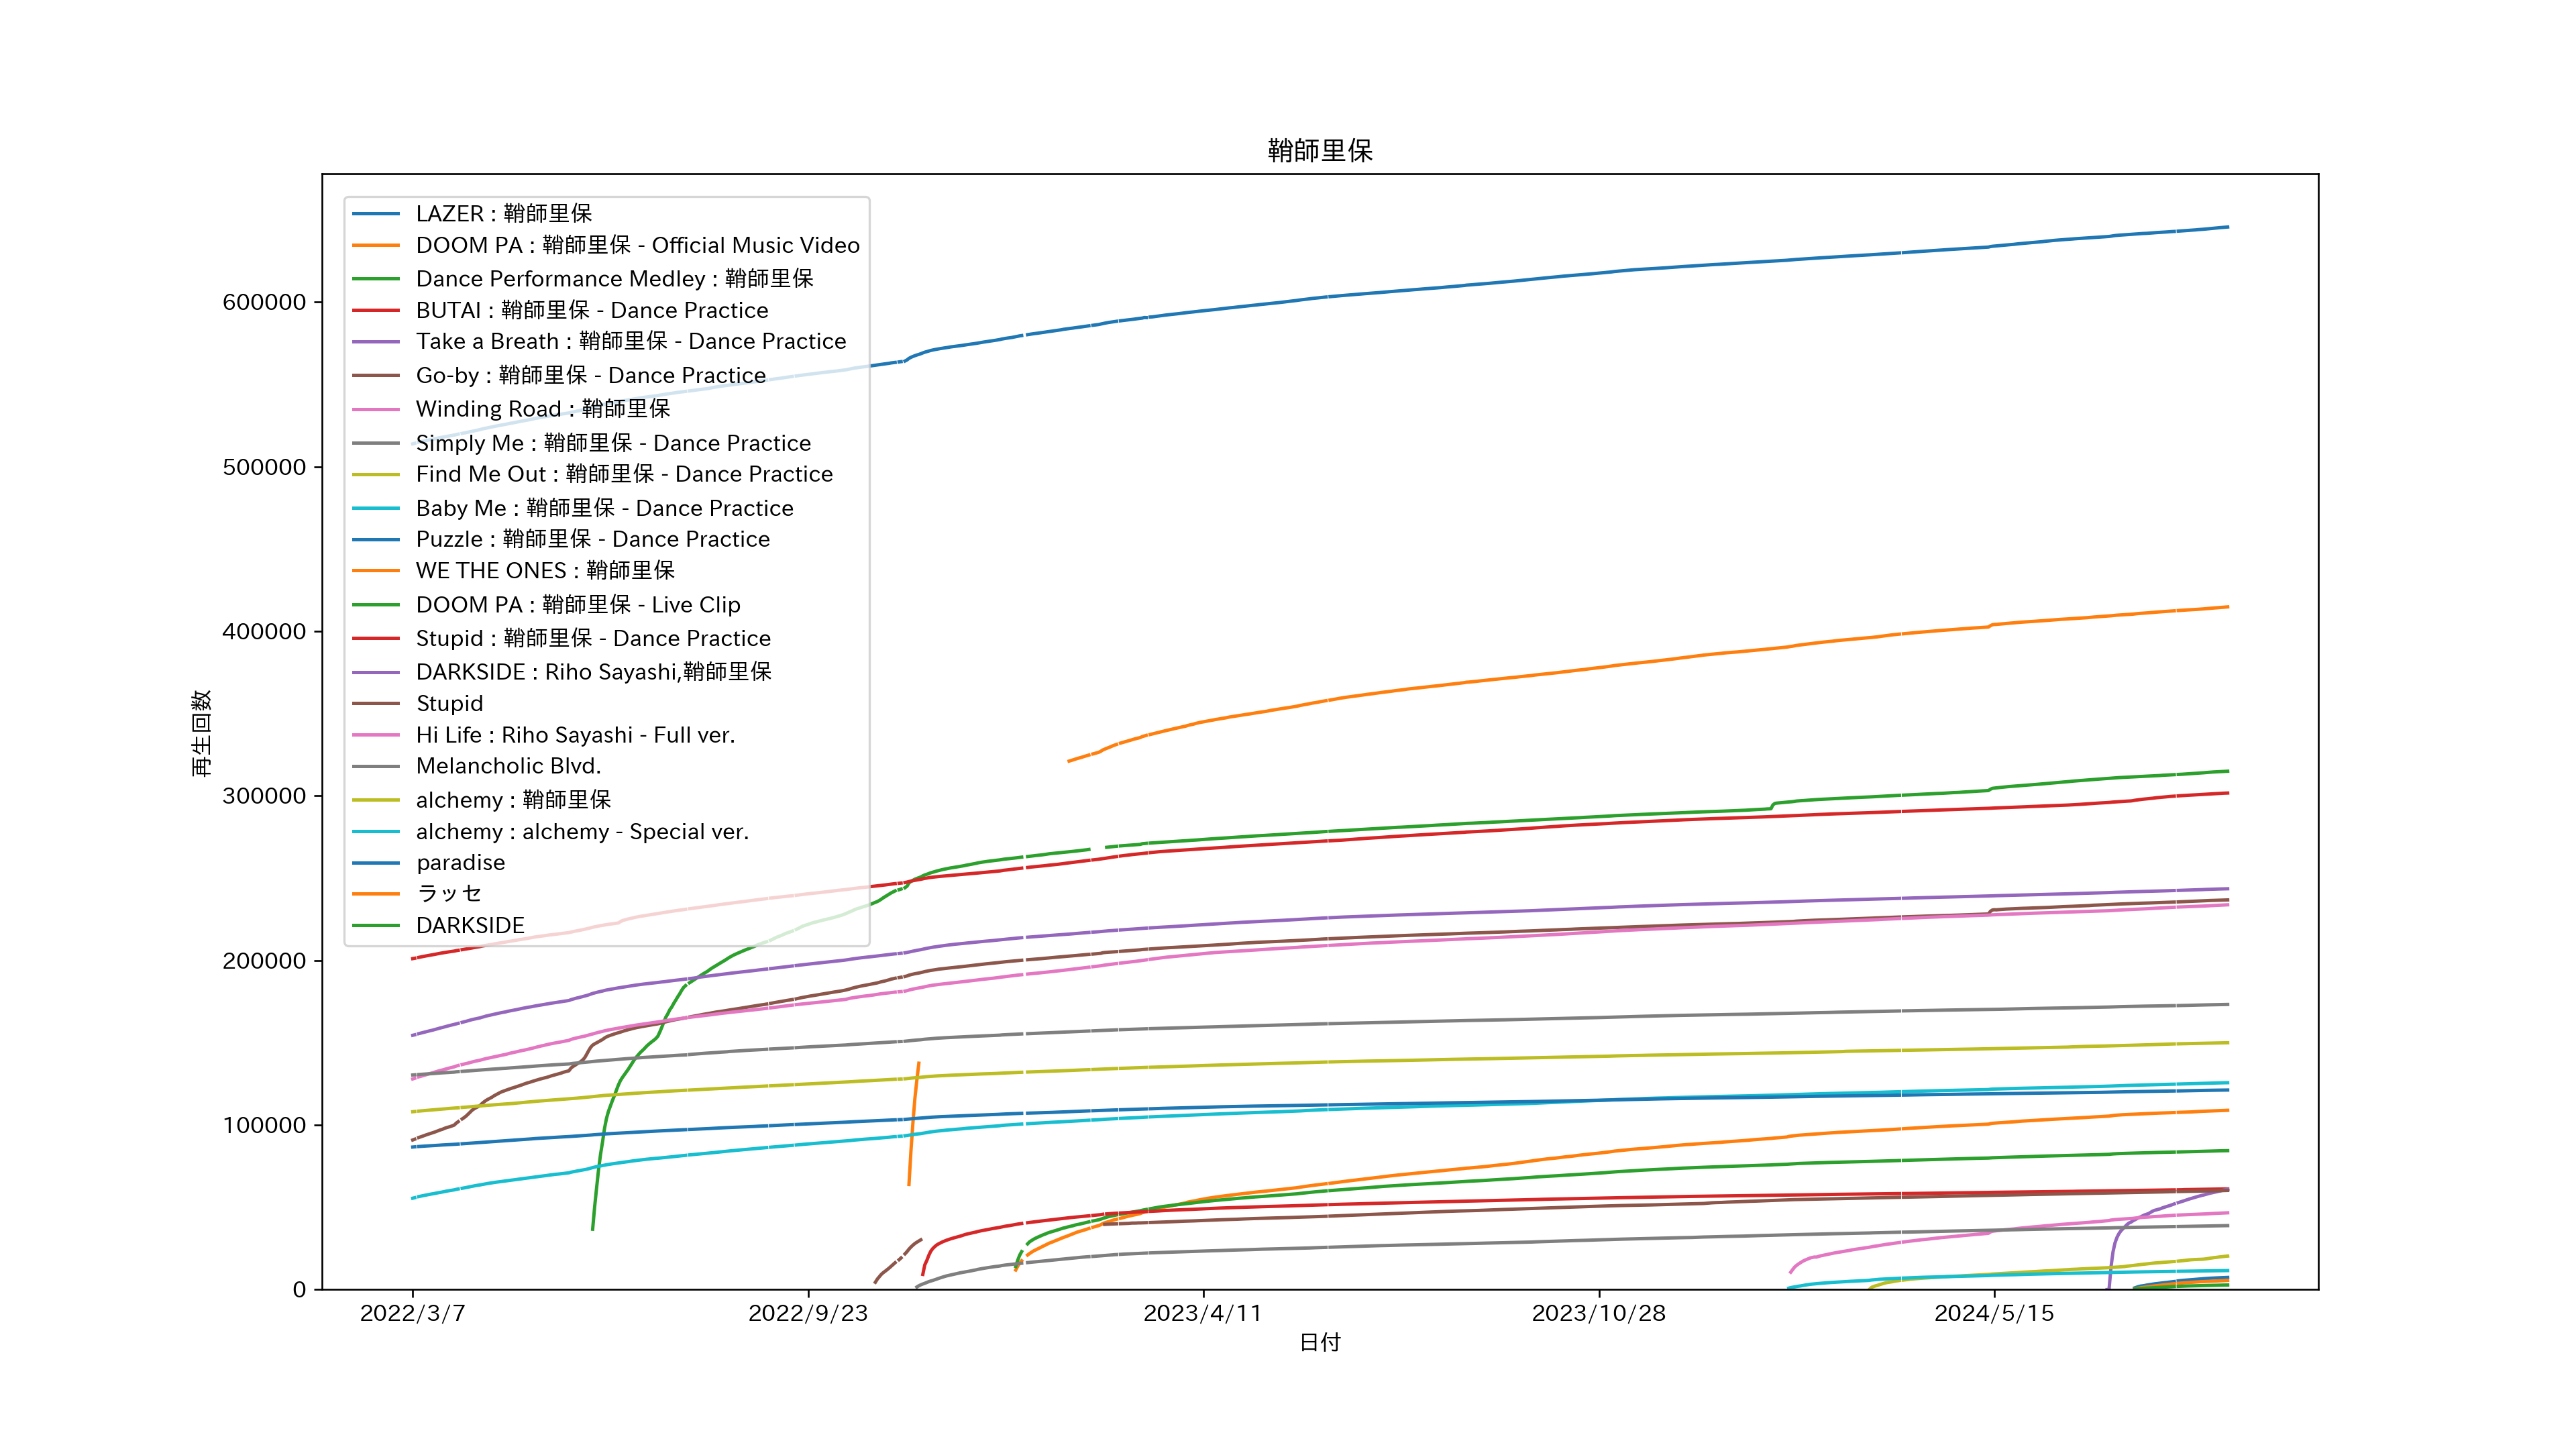 鞘師里保
LAZER : 鞘師里保
DOOM PA : 鞘師里保 - Official Music Video
Dance Performance Medley : 鞘師里保
BUTAI : 鞘師里保 - Dance Practice
Take a Breath : 鞘師里保 - Dance Practice
Go-by : 鞘師里保 - Dance Practice
Winding Road : 鞘師里保
Simply Me : 鞘師里保 - Dance Practice
Find Me Out : 鞘師里保 - Dance Practice
Baby Me : 鞘師里保 - Dance Practice
Puzzle : 鞘師里保 - Dance Practice
WE THE ONES : 鞘師里保
DOOM PA : 鞘師里保 - Live Clip
Stupid : 鞘師里保 - Dance Practice
DARKSIDE : Riho Sayashi,鞘師里保
Stupid
Hi Life : Riho Sayashi - Full ver.
Melancholic Blvd.
alchemy : 鞘師里保
alchemy : alchemy - Special ver.
paradise
ラッセ
DARKSIDE
再生回数
600000
500000
400000
300000
200000
100000
0
2022/3/7 2022/9/23 2023/4/11 2023/10/28 2024/5/15
日付